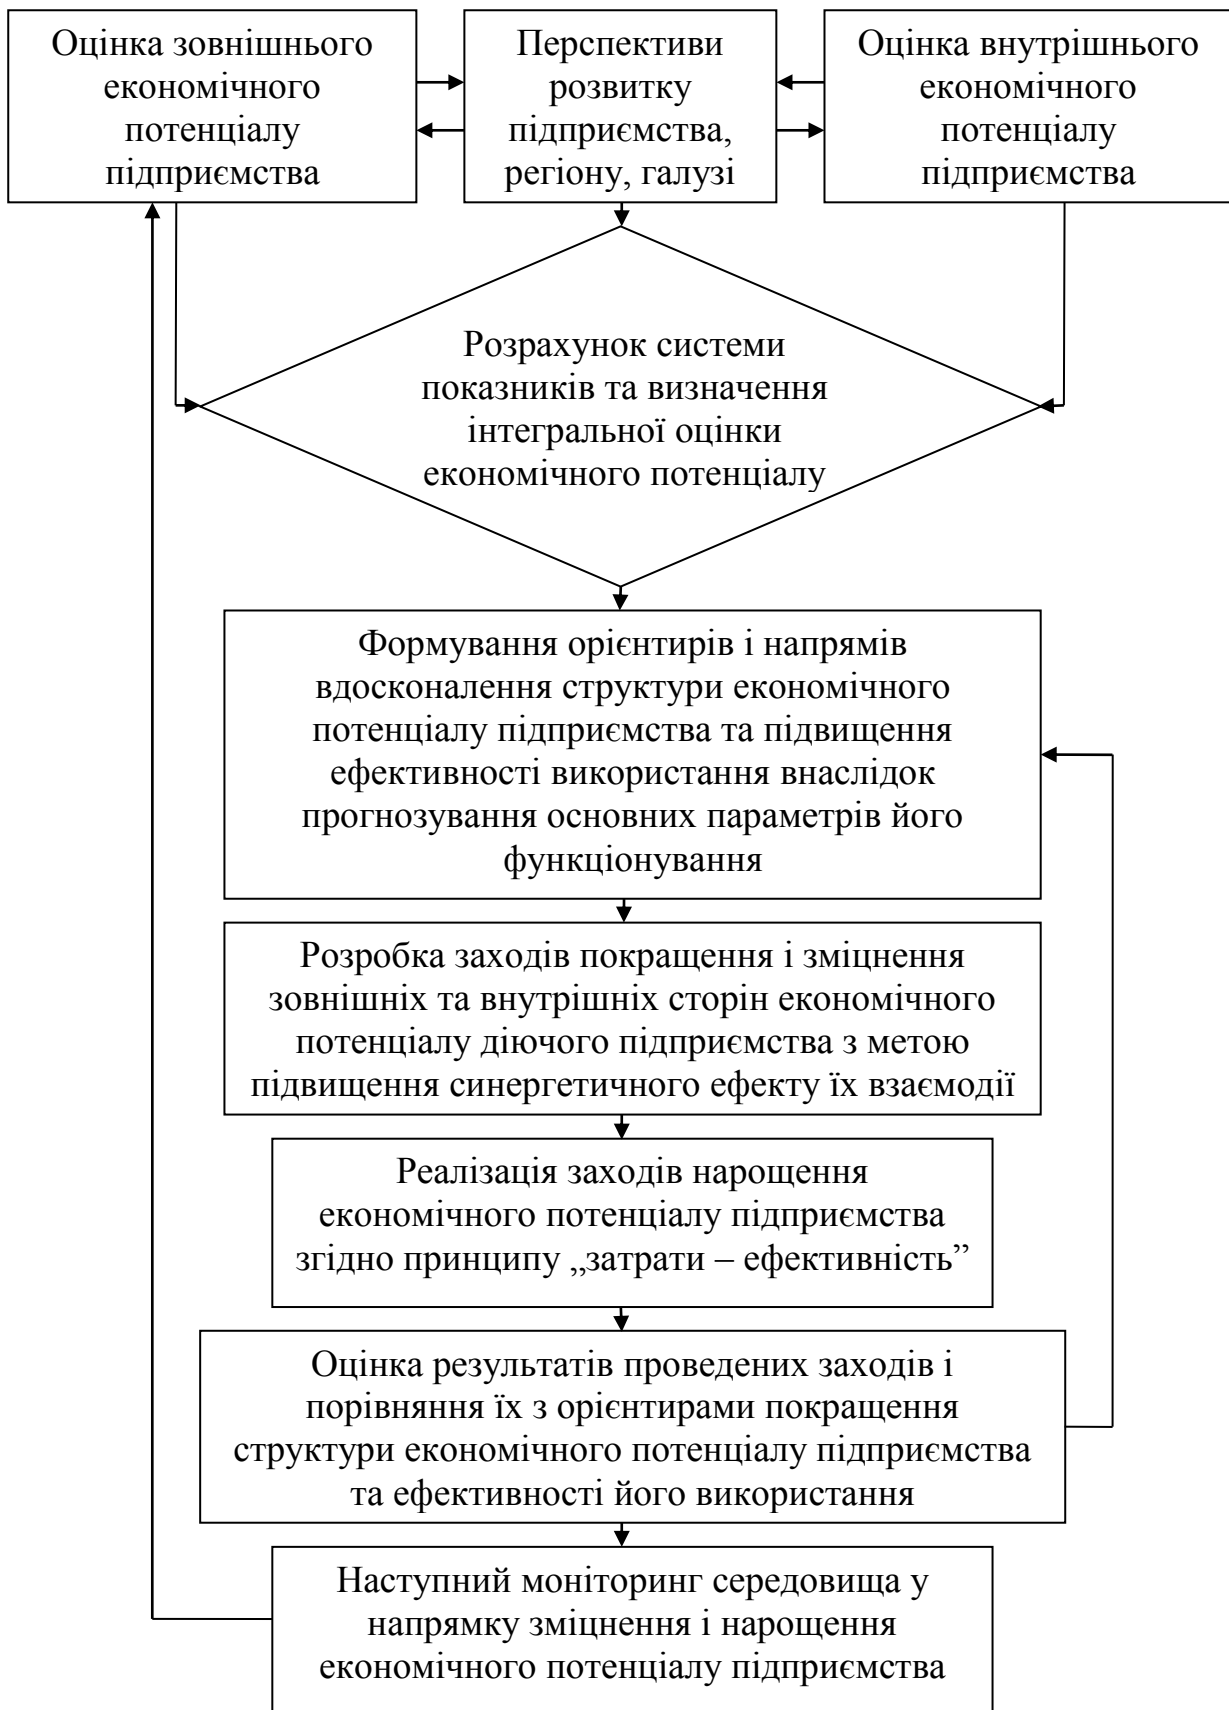 Оцінка зовнішнього
економічного
потенціалу
підприємства
Перспективи
розвитку
підприємства,
регіону, галузі
Оцінка внутрішнього
економічного
потенціалу
підприємства
Розрахунок системи
показників та визначення
інтегральної оцінки
економічного потенціалу
Формування орієнтирів і напрямів
вдосконалення структури економічного
потенціалу підприємства та підвищення
ефективності використання внаслідок
прогнозування основних параметрів його
функціонування
Розробка заходів покращення і зміцнення
зовнішніх та внутрішніх сторін економічного
потенціалу діючого підприємства з метою
підвищення синергетичного ефекту їх взаємодії
Реалізація заходів нарощення
економічного потенціалу підприємства
згідно принципу „затрати – ефективність”
Оцінка результатів проведених заходів і
порівняння їх з орієнтирами покращення
структури економічного потенціалу підприємства
та ефективності його використання
Наступний моніторинг середовища у
напрямку зміцнення і нарощення
економічного потенціалу підприємства